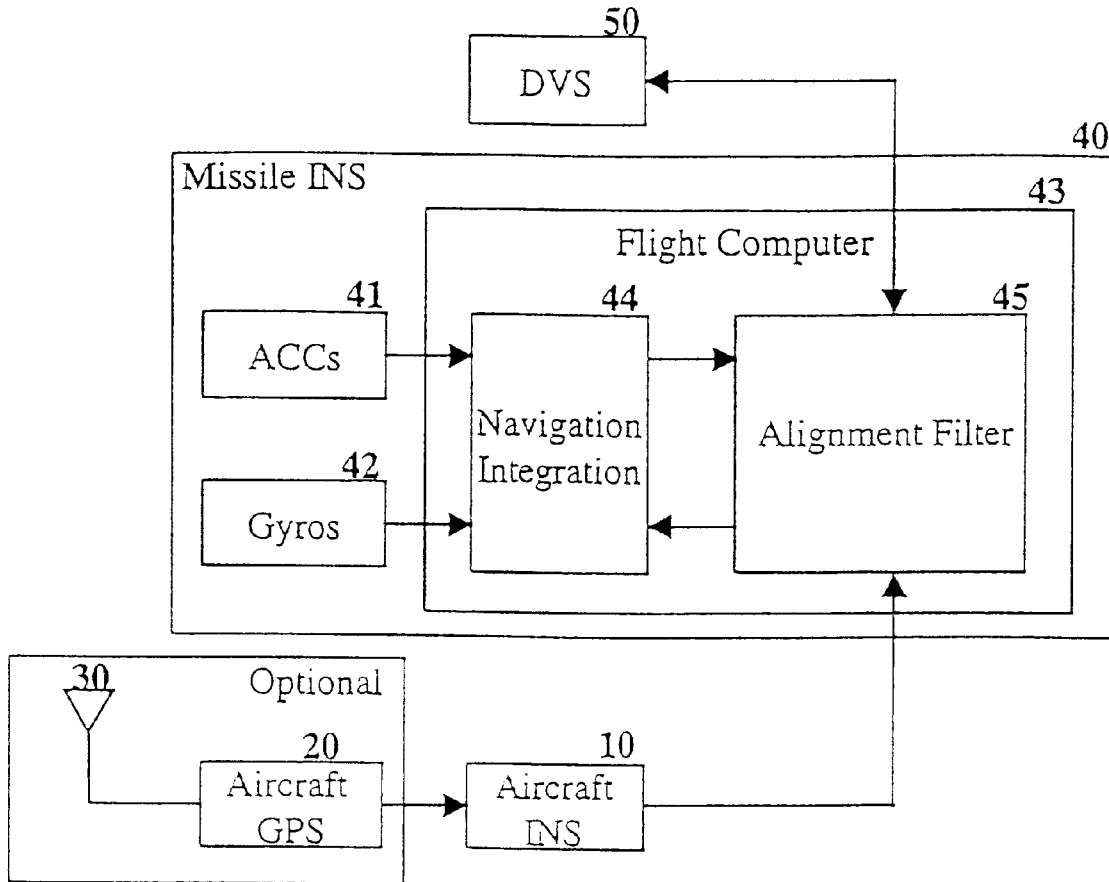 50
DVS
40
Missile INS
43
Flight Computer
41
44
45
ACCs
Navigation
Integration
Alignment Filter
42
Gyros
30
Optional
20
10
Aircraft
GPS
Aircraft
INS